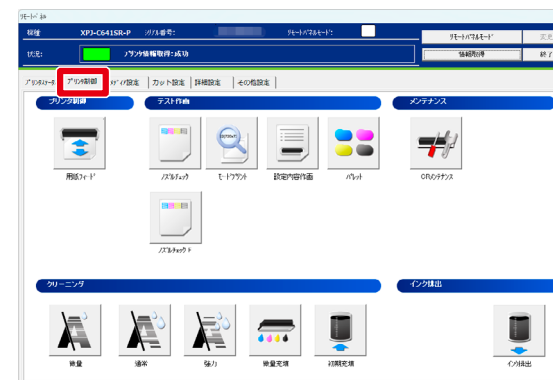 リモートパネル
機種 XPJ-C641SR-P シリアル番号: リモートパネルモード:
リモートパネルモード 変更
状況: プリンタ情報取得:成功
情報取得 終了
プリンタステータス プリンタ制御 メディア設定 カット設定 詳細設定 その他設定
プリンタ制御 テスト作画 メンテナンス
用紙フィード ノズルチェック モードプリント 設定内容作画 パレット CRメンテナンス
ノズルチェック
クリーニング インク排出
微量 通常 強力 微量充填 初期充填 インク排出